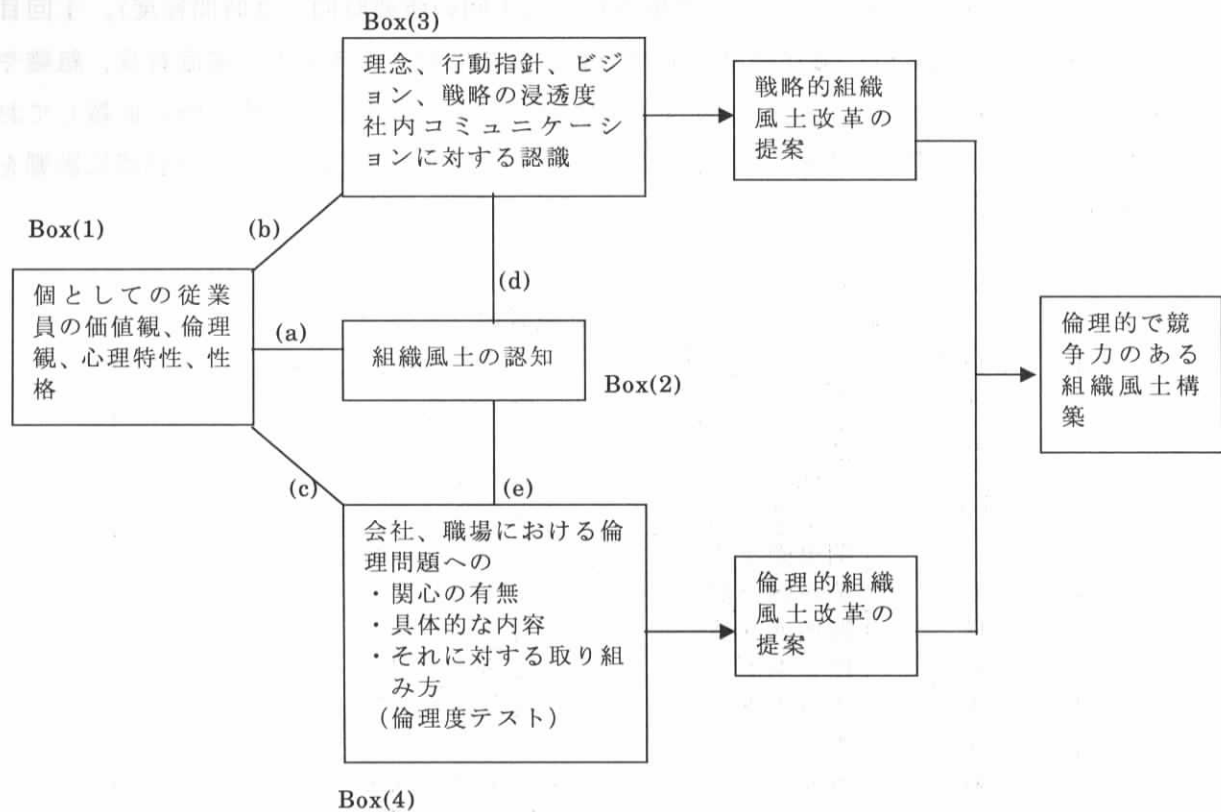 Box(3)
理念、行動指針、ビジ
ョン、戦略の浸透度
社内コミュニケーシ
ョンに対する認識
戦略的組織
風土改革の
提案
Box(1)
(b)
個としての従業
員の価値観、倫理
観、心理特性、性
格
(a)
(d)
組織風土の認知
Box(2)
倫理的で競
争力のある
組織風土構
築
(c)
(e)
会社、職場における倫
理問題への
・関心の有無
・具体的な内容
・それに対する取り組
み方
（倫理度テスト）
倫理的組織
風土改革の
提案
Box(4)